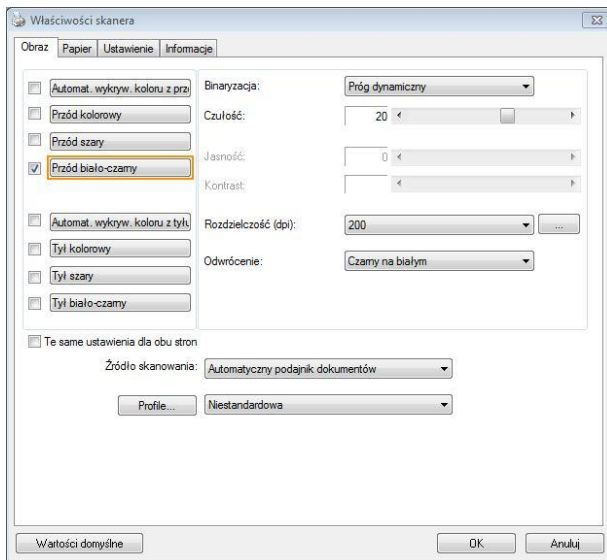 Właściwości skanera
Obraz Papier Ustawienie Informacje
Automat. wykryw. koloru z prze
Przód kolorowy
Przód szary
Przód biało-czarny
Automat. wykryw. koloru z tyłu
Tył kolorowy
Tył szary
Tył biało-czarny
Binaryzacja: Próg dynamiczny
Czułość: 20
Jasność: 0
Kontrast:
Rozdzielczość (dpi): 200 ...
Odwrócenie: Czarny na białym
Te same ustawienia dla obu stron
Źródło skanowania: Automatyczny podajnik dokumentów
Profile... Niestandardowa
Wartości domyślne OK Anuluj